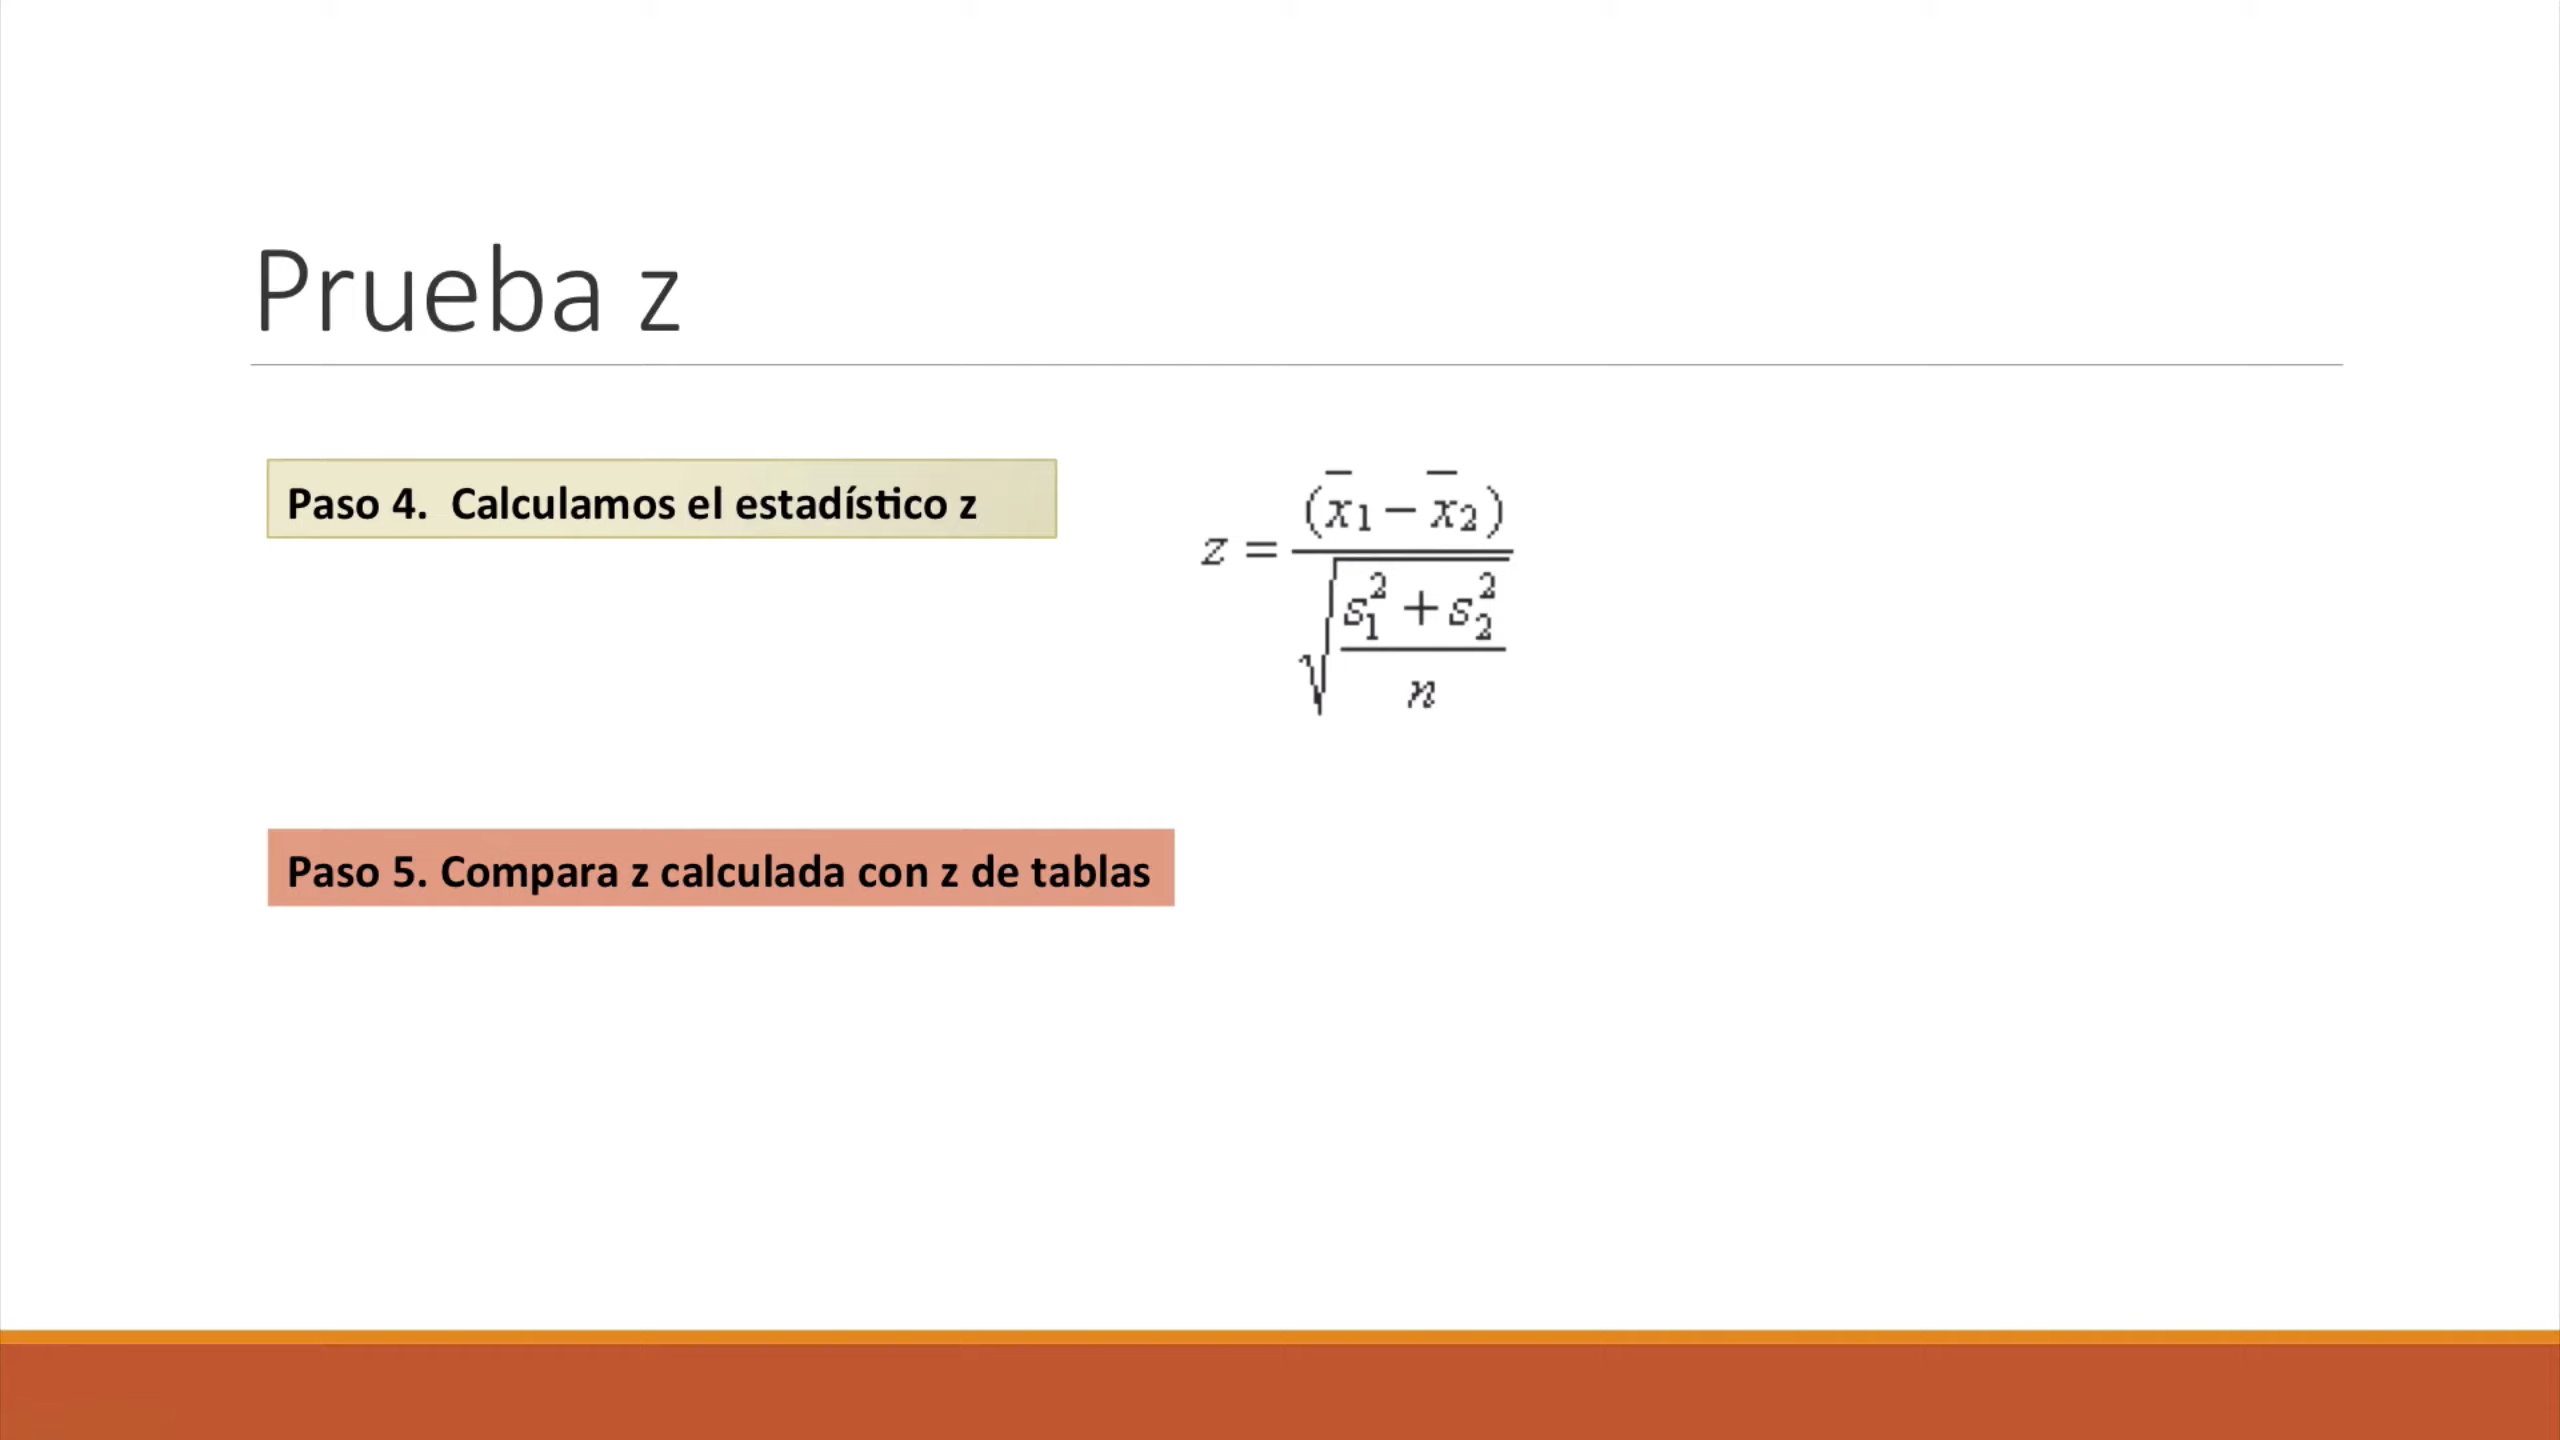 Prueba z
Paso 4.  Calculamos el estadístico z
z = (x̄1 − x̄2) / √((s1² + s2²) / n)
Paso 5. Compara z calculada con z de tablas